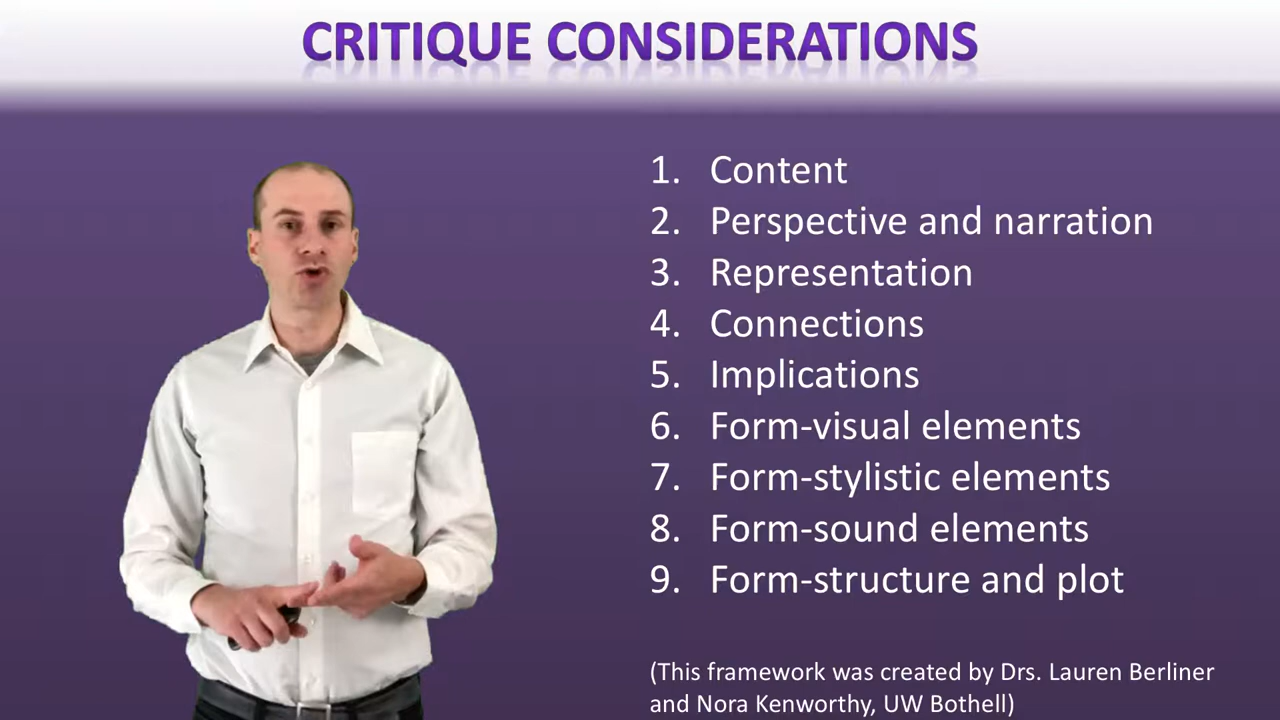 CRITIQUE CONSIDERATIONS
1. Content
2. Perspective and narration
3. Representation
4. Connections
5. Implications
6. Form-visual elements
7. Form-stylistic elements
8. Form-sound elements
9. Form-structure and plot
(This framework was created by Drs. Lauren Berliner
and Nora Kenworthy, UW Bothell)